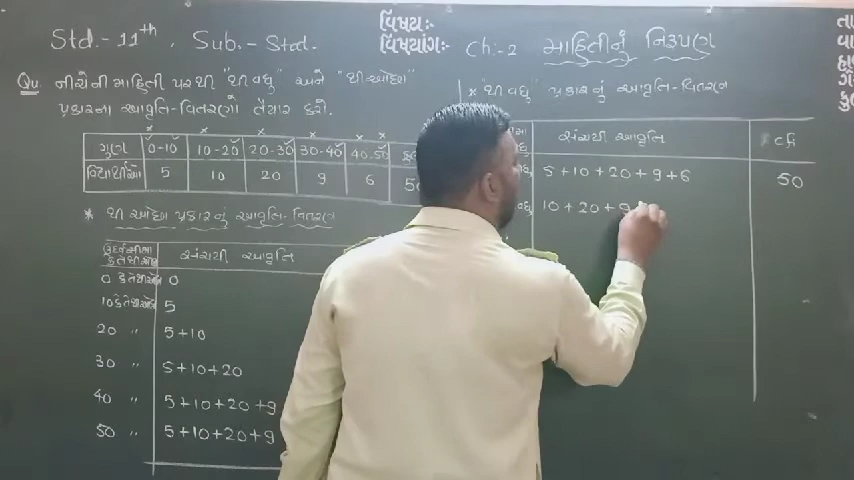 Std.-11th, Sub.-Stat.
વિષય:-
વિષયાંગ:- Ch:-2 માહિતીનું નિરૂપણ
Qu નીચેની માહિતી પરથી "થી વધુ" અને "થી ઓછા"
પ્રકારના આવૃત્તિ-વિતરણો તૈયાર કરો.
ગુણ 0-10 10-20 20-30 30-40 40-50
વિદ્યાર્થીઓ 5 10 20 9 6 50
* થી ઓછા પ્રકારનું આવૃત્તિ-વિતરણ
સંચયી આવૃત્તિ
0 કે તેથી ઓછા 0
10 કે તેથી ઓછા 5
20 " 5+10
30 " 5+10+20
40 " 5+10+20+9
50 " 5+10+20+9
* "થી વધુ" પ્રકારનું આવૃત્તિ-વિતરણ
સંચયી આવૃત્તિ
5+10+20+9+6 50
10+20+9